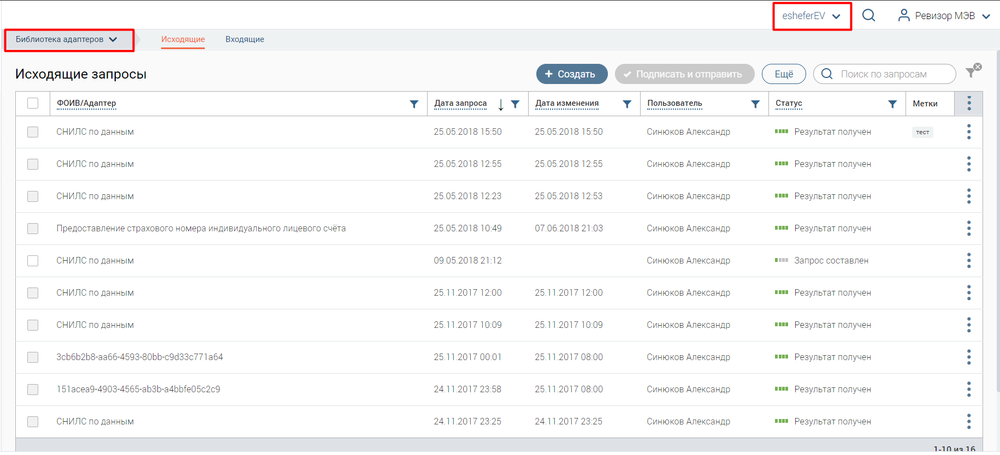 esheferEV Ревизор МЭВ
Библиотека адаптеров Исходящие Входящие
Исходящие запросы + Создать Подписать и отправить Ещё Поиск по запросам
ФОИВ/Адаптер Дата запроса Дата изменения Пользователь Статус Метки
СНИЛС по данным 25.05.2018 15:50 25.05.2018 15:50 Синюков Александр Результат получен тест
СНИЛС по данным 25.05.2018 12:55 25.05.2018 12:55 Синюков Александр Результат получен
СНИЛС по данным 25.05.2018 12:23 25.05.2018 12:53 Синюков Александр Результат получен
Предоставление страхового номера индивидуального лицевого счёта 25.05.2018 10:49 07.06.2018 21:03 Синюков Александр Результат получен
СНИЛС по данным 09.05.2018 21:12 Синюков Александр Запрос составлен
СНИЛС по данным 25.11.2017 12:00 25.11.2017 12:00 Синюков Александр Результат получен
СНИЛС по данным 25.11.2017 10:09 25.11.2017 10:09 Синюков Александр Результат получен
3cb6b2b8-aa66-4593-80bb-c9d33c771a64 25.11.2017 00:01 25.11.2017 08:00 Синюков Александр Результат получен
151acea9-4903-4565-ab3b-a4bbfe05c2c9 24.11.2017 23:58 25.11.2017 08:00 Синюков Александр Результат получен
СНИЛС по данным 24.11.2017 23:25 24.11.2017 23:25 Синюков Александр Результат получен
1-10 из 16